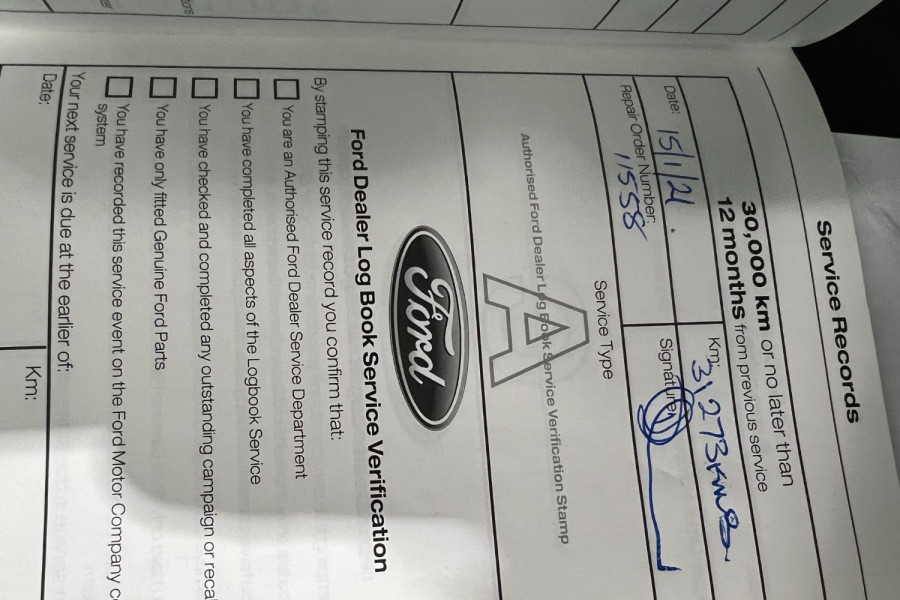 Service Records
30,000 km or no later than
12 months from previous service
Date: 15/1/21.
Km: 31,273kms
Repair Order Number:
11558
Signature:
Service Type
A
Authorised Ford Dealer Log Book Service Verification Stamp
Ford
Ford Dealer Log Book Service Verification
By stamping this service record you confirm that:
You are an Authorised Ford Dealer Service Department
You have completed all aspects of the Logbook Service
You have checked and completed any outstanding campaign or recal
You have only fitted Genuine Ford Parts
You have recorded this service event on the Ford Motor Company c
system
Your next service is due at the earlier of:
Date:
Km: